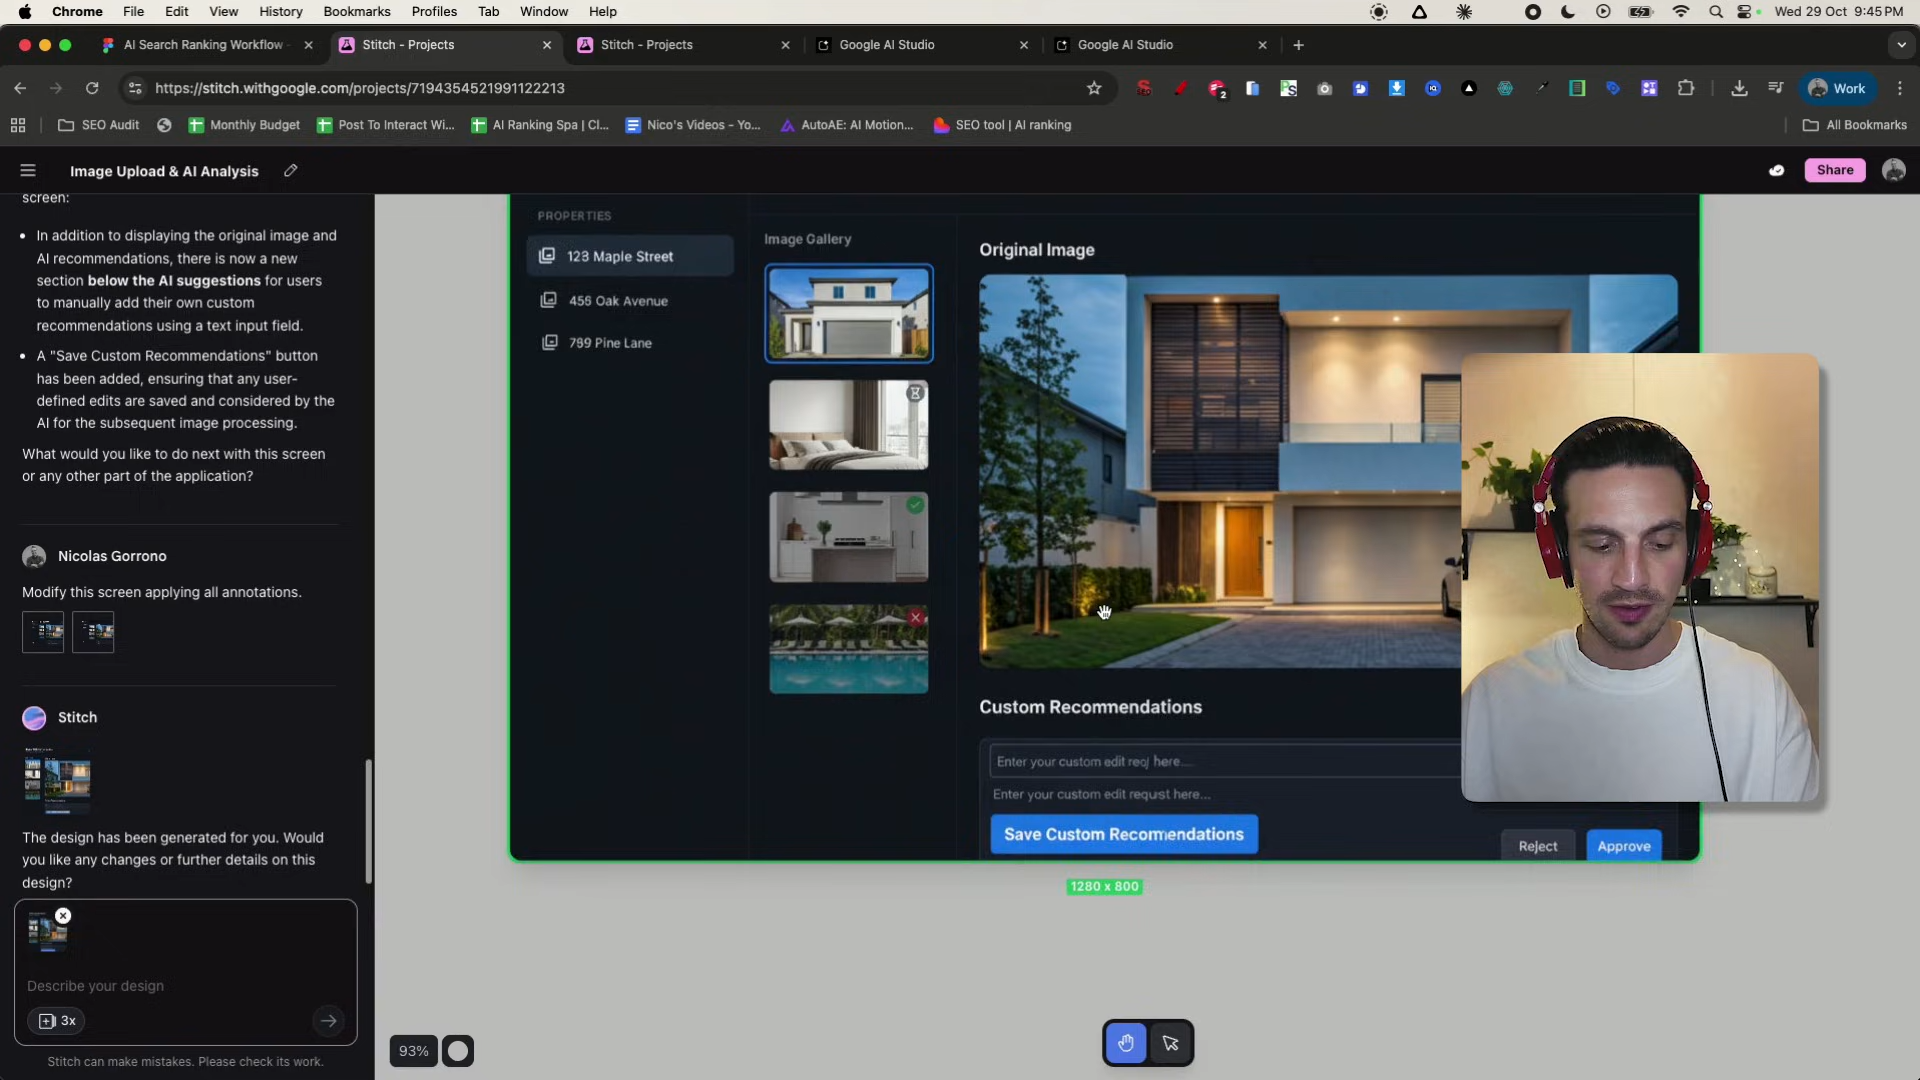 Chrome File Edit View History Bookmarks Profiles Tab Window Help
Wed 29 Oct 9:45 PM
AI Search Ranking Workflow
Stitch - Projects
Stitch - Projects
Google AI Studio
Google AI Studio
https://stitch.withgoogle.com/projects/7194354521991122213
2
Work
SEO Audit
Monthly Budget
Post To Interact Wi...
AI Ranking Spa | Cl...
Nico's Videos - Yo...
AutoAE: AI Motion...
SEO tool | AI ranking
All Bookmarks
Image Upload & AI Analysis
Share
screen:
In addition to displaying the original image and
AI recommendations, there is now a new
section below the AI suggestions for users
to manually add their own custom
recommendations using a text input field.
A "Save Custom Recommendations" button
has been added, ensuring that any user-
defined edits are saved and considered by the
AI for the subsequent image processing.
What would you like to do next with this screen
or any other part of the application?
Nicolas Gorrono
Modify this screen applying all annotations.
Stitch
The design has been generated for you. Would
you like any changes or further details on this
design?
Describe your design
3x
Stitch can make mistakes. Please check its work.
PROPERTIES
123 Maple Street
456 Oak Avenue
789 Pine Lane
Image Gallery
Original Image
Custom Recommendations
Enter your custom edit reoj here....
Enter your custom edit request here...
Save Custom Recomendations
Reject
Approve
1280 x 800
93%